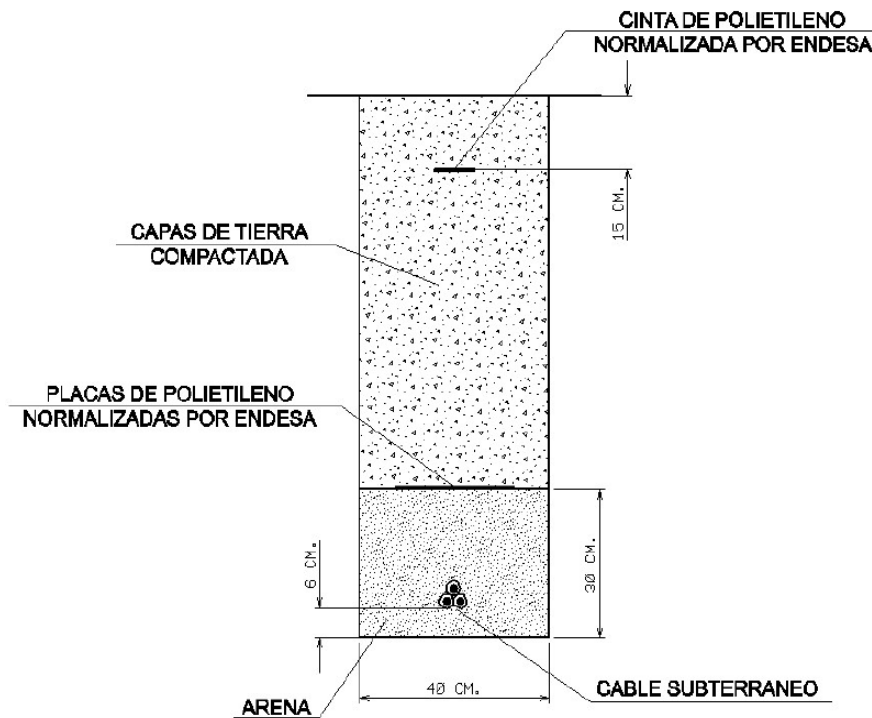 CINTA DE POLIETILENO
NORMALIZADA POR ENDESA
15 CM.
CAPAS DE TIERRA
COMPACTADA
PLACAS DE POLIETILENO
NORMALIZADAS POR ENDESA
6 CM.
30 CM.
40 CM.
CABLE SUBTERRANEO
ARENA